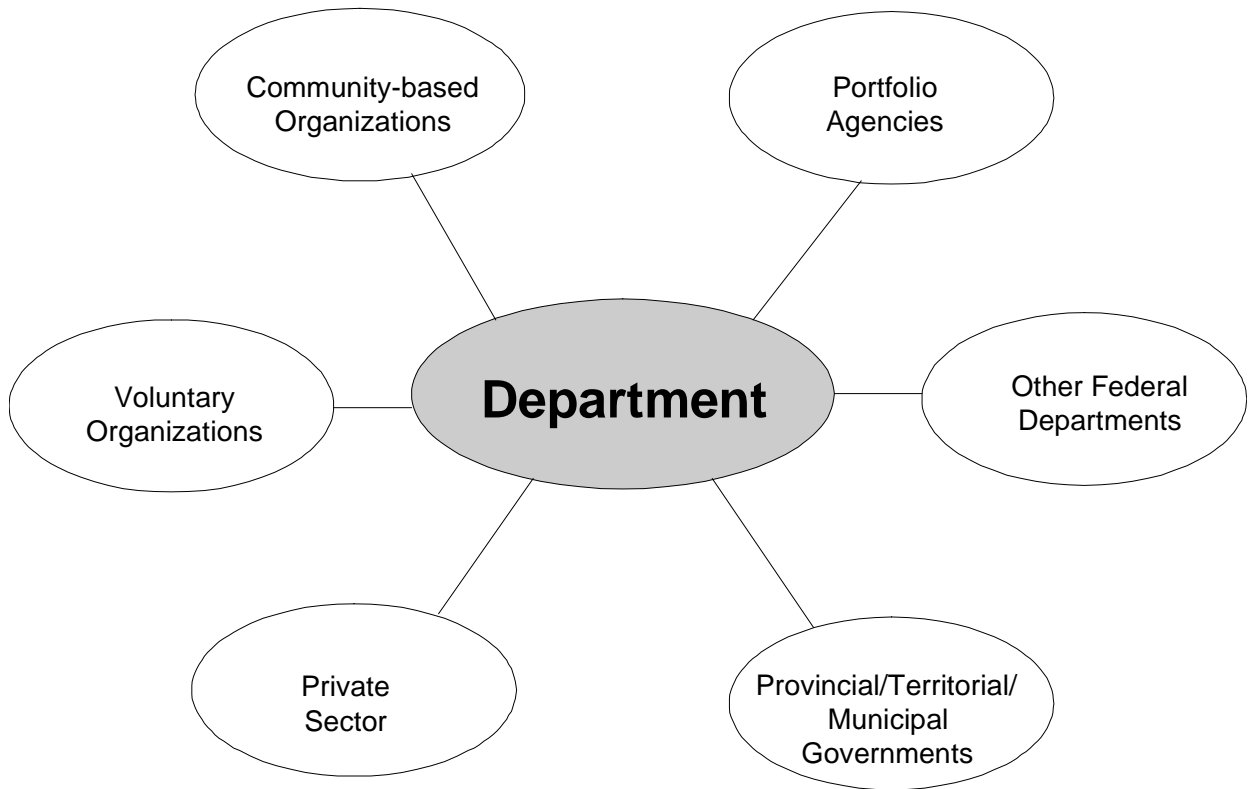 Community-based
Organizations
Portfolio
Agencies
Voluntary
Organizations
Department
Other Federal
Departments
Private
Sector
Provincial/Territorial/
Municipal
Governments